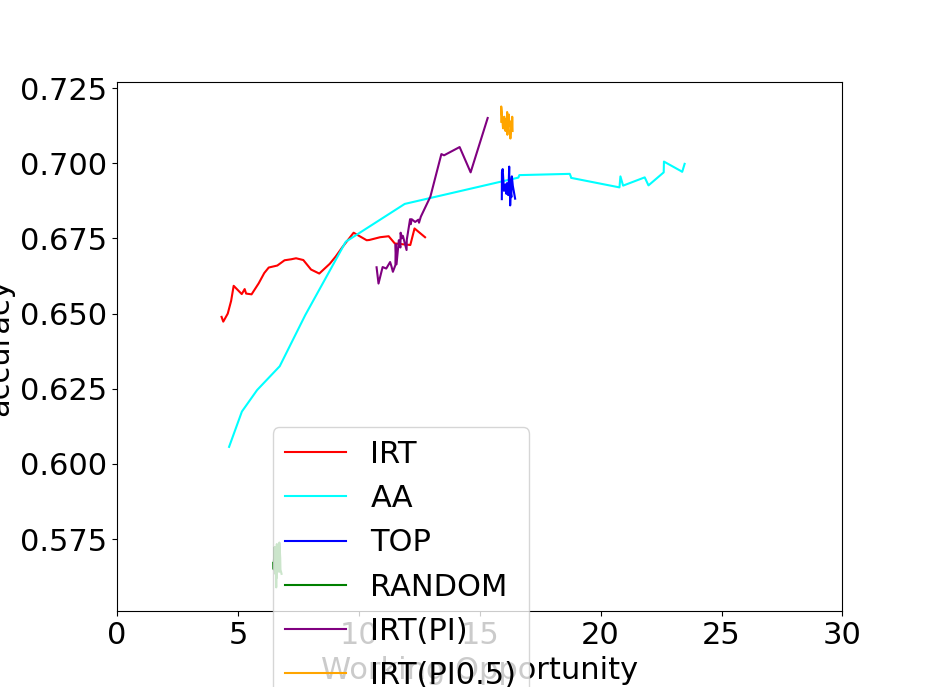 0.725
0.700
0.675
0.650
0.625
0.600
0.575
accuracy
IRT
AA
TOP
RANDOM
IRT(PI)
IRT(PI0.5)
0 5 10 15 20 25 30
Working Opportunity